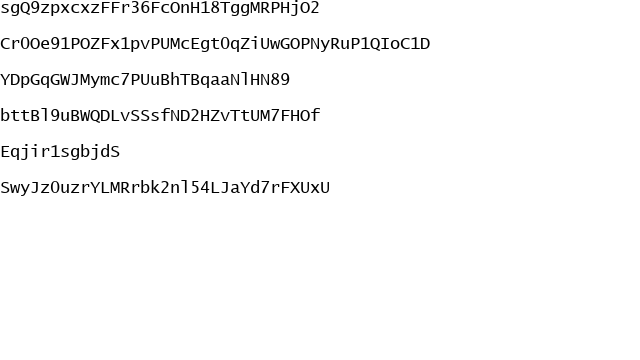 sgQ9zpxcxzFFr36FcOnH18TggMRPHjO2
CrOOe91POZFx1pvPUMcEgtOqZiUwGOPNyRuP1QIoC1D
YDpGqGWJMymc7PUuBhTBqaaNlHN89
bttBl9uBWQDLvSSsfND2HZvTtUM7FHOf
Eqjir1sgbjdS
SwyJzOuzrYLMRrbk2nl54LJaYd7rFXUxU